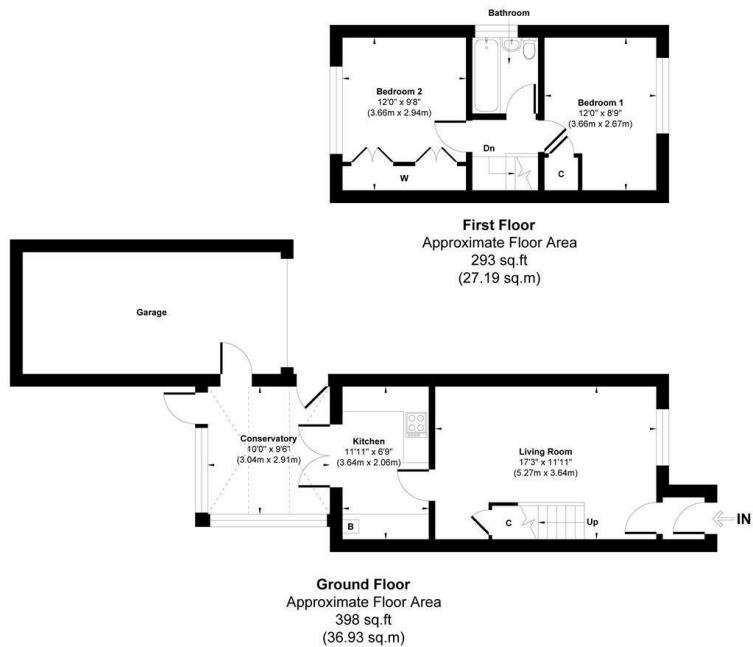 Bathroom
Bedroom 2
12'0" x 9'8"
(3.66m x 2.94m)
Bedroom 1
12'0" x 8'9"
(3.66m x 2.67m)
Dn
W
C
First Floor
Approximate Floor Area
293 sq.ft
(27.19 sq.m)
Garage
Conservatory
10'0" x 9'6"
(3.04m x 2.91m)
Kitchen
11'11" x 6'9"
(3.64m x 2.06m)
Living Room
17'3" x 11'11"
(5.27m x 3.64m)
B
C
Up
IN
Ground Floor
Approximate Floor Area
398 sq.ft
(36.93 sq.m)